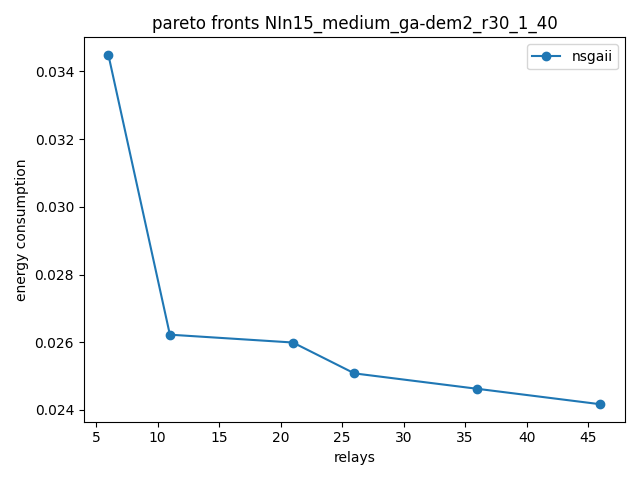 pareto fronts NIn15_medium_ga-dem2_r30_1_40
nsgaii
0.034
0.032
0.030
0.028
0.026
0.024
energy consumption
5 10 15 20 25 30 35 40 45
relays